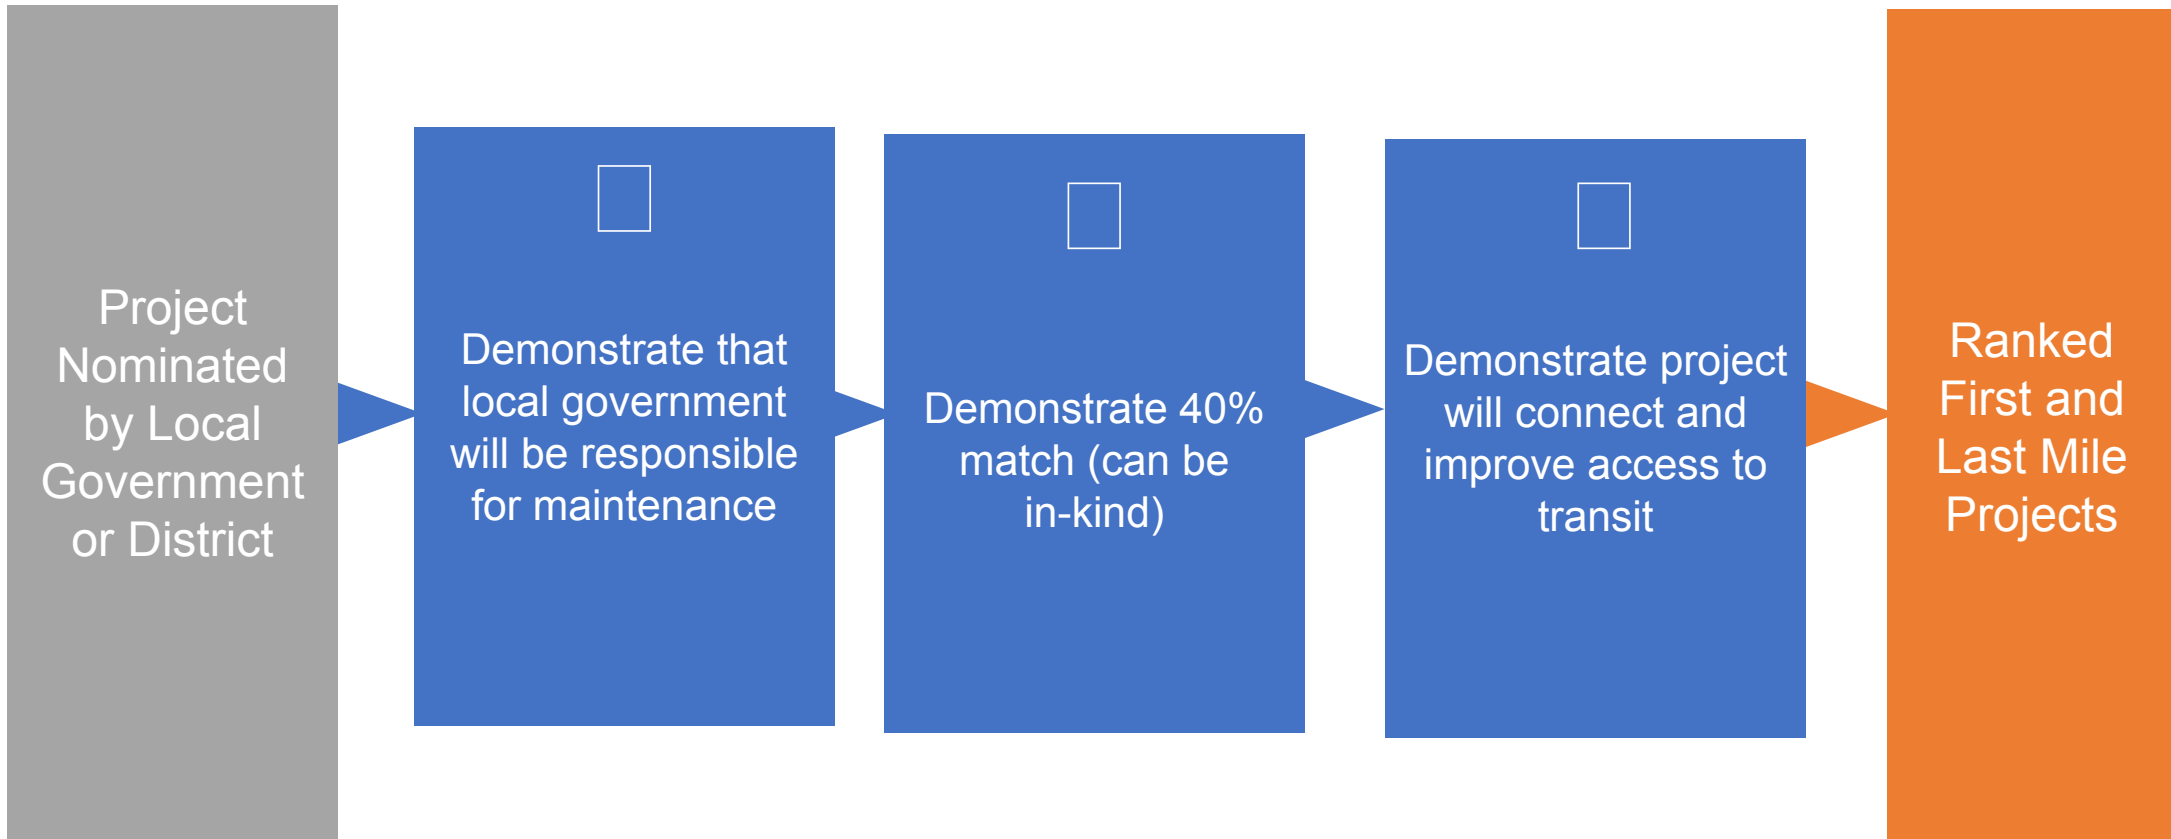 Project
Nominated
by Local
Government
or District
Demonstrate that
local government
will be responsible
for maintenance
Demonstrate 40%
match (can be
in-kind)
Demonstrate project
will connect and
improve access to
transit
Ranked
First and
Last Mile
Projects